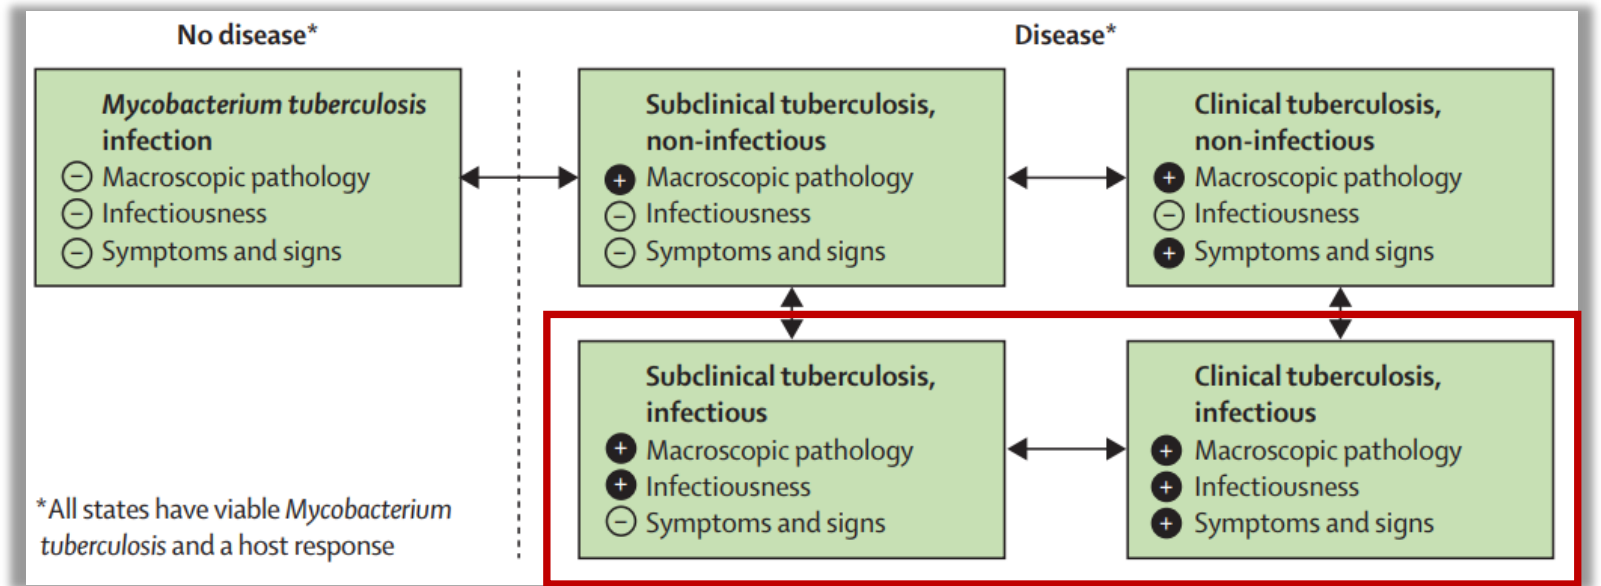 No disease*
Disease*
Mycobacterium tuberculosis
infection
− Macroscopic pathology
− Infectiousness
− Symptoms and signs
Subclinical tuberculosis,
non-infectious
+ Macroscopic pathology
− Infectiousness
− Symptoms and signs
Clinical tuberculosis,
non-infectious
+ Macroscopic pathology
− Infectiousness
+ Symptoms and signs
Subclinical tuberculosis,
infectious
+ Macroscopic pathology
+ Infectiousness
− Symptoms and signs
Clinical tuberculosis,
infectious
+ Macroscopic pathology
+ Infectiousness
+ Symptoms and signs
*All states have viable Mycobacterium
tuberculosis and a host response